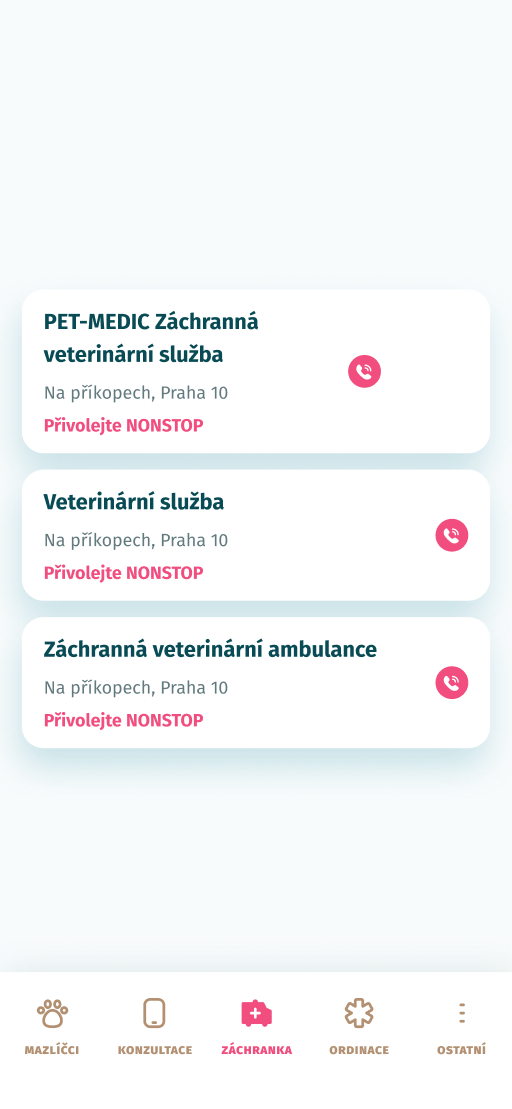 PET-MEDIC Záchranná
veterinární služba
Na příkopech, Praha 10
Přivolejte NONSTOP
Veterinární služba
Na příkopech, Praha 10
Přivolejte NONSTOP
Záchranná veterinární ambulance
Na příkopech, Praha 10
Přivolejte NONSTOP
MAZLÍČCI KONZULTACE ZÁCHRANKA ORDINACE OSTATNÍ